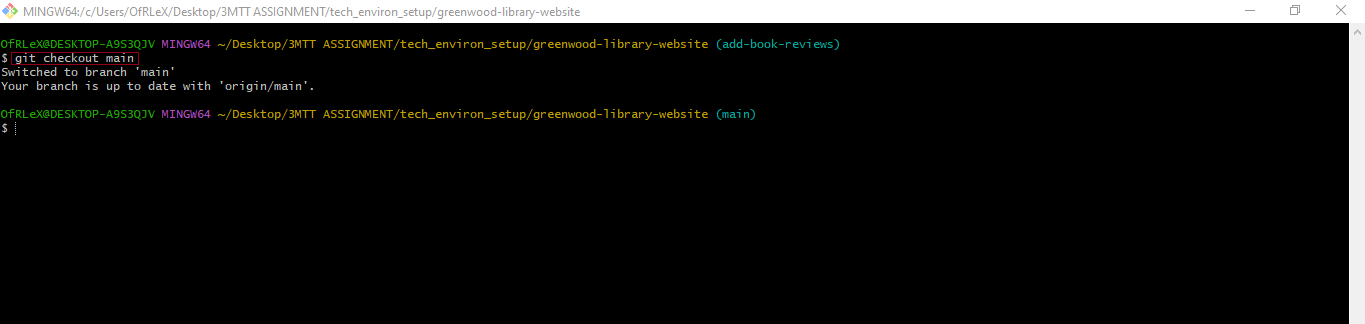 MINGW64:/c/Users/OfRLeX/Desktop/3MTT ASSIGNMENT/tech_environ_setup/greenwood-library-website
OfRLeX@DESKTOP-A9S3QJV MINGW64 ~/Desktop/3MTT ASSIGNMENT/tech_environ_setup/greenwood-library-website (add-book-reviews)
$ git checkout main
Switched to branch 'main'
Your branch is up to date with 'origin/main'.
OfRLeX@DESKTOP-A9S3QJV MINGW64 ~/Desktop/3MTT ASSIGNMENT/tech_environ_setup/greenwood-library-website (main)
$